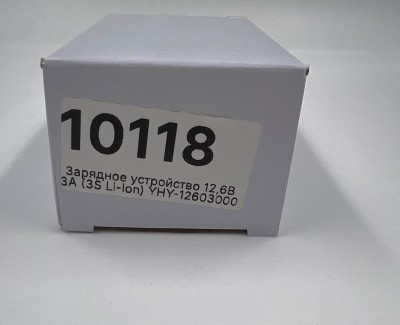 10118
Зарядное устройство 12,6В
3А (3S Li-Ion) YHY-12603000